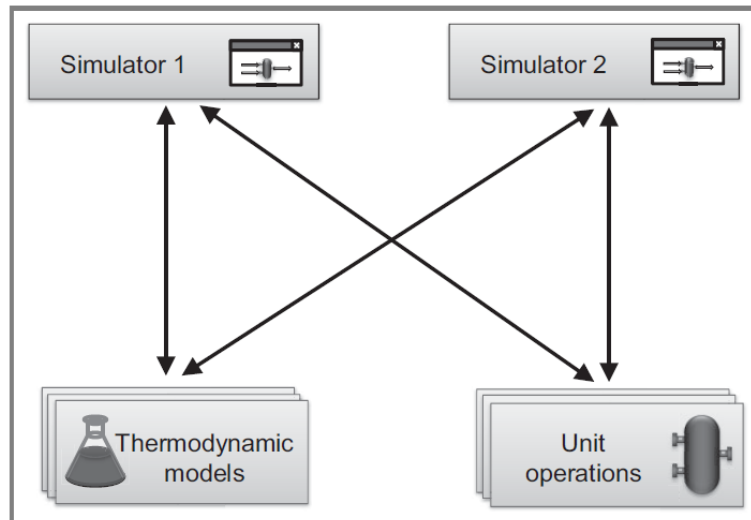 Simulator 1
Simulator 2
Thermodynamic
models
Unit
operations